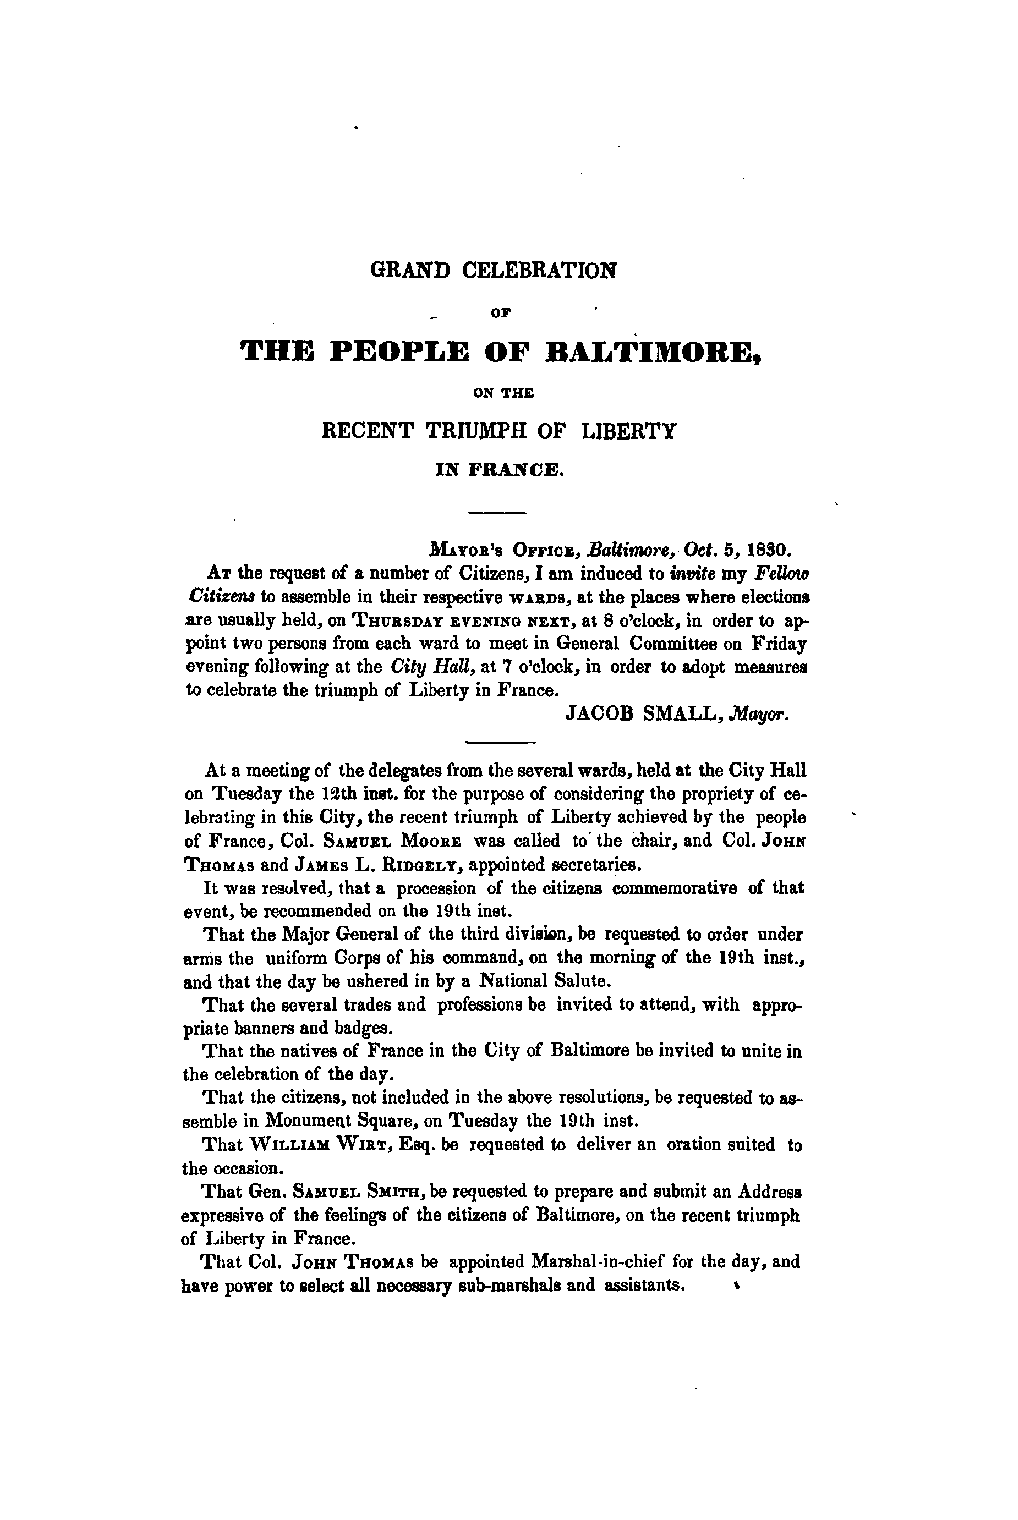 GRAND CELEBRATION
OF
THE PEOPLE OF BALTIMORE,
ON THE
RECENT TRIUMPH OF LIBERTY
IN FRANCE.
MAYOR'S OFFICE, Baltimore, Oct. 5, 1830.
AT the request of a number of Citizens, I am induced to invite my Fellow
Citizens to assemble in their respective WARDS, at the places where elections
are usually held, on THURSDAY EVENING NEXT, at 8 o'clock, in order to ap-
point two persons from each ward to meet in General Committee on Friday
evening following at the City Hall, at 7 o'clock, in order to adopt measures
to celebrate the triumph of Liberty in France.
JACOB SMALL, Mayor.
At a meeting of the delegates from the several wards, held at the City Hall
on Tuesday the 12th inst. for the purpose of considering the propriety of ce-
lebrating in this City, the recent triumph of Liberty achieved by the people
of France, Col. SAMUEL MOORE was called to the chair, and Col. JOHN
THOMAS and JAMES L. RIDGELY, appointed secretaries.
It was resolved, that a procession of the citizens commemorative of that
event, be recommended on the 19th inst.
That the Major General of the third division, be requested to order under
arms the uniform Corps of his command, on the morning of the 19th inst.,
and that the day be ushered in by a National Salute.
That the several trades and professions be invited to attend, with appro-
priate banners and badges.
That the natives of France in the City of Baltimore be invited to unite in
the celebration of the day.
That the citizens, not included in the above resolutions, be requested to as-
semble in Monument Square, on Tuesday the 19th inst.
That WILLIAM WIRT, Esq. be requested to deliver an oration suited to
the occasion.
That Gen. SAMUEL SMITH, be requested to prepare and submit an Address
expressive of the feelings of the citizens of Baltimore, on the recent triumph
of Liberty in France.
That Col. JOHN THOMAS be appointed Marshal-in-chief for the day, and
have power to select all necessary sub-marshals and assistants.